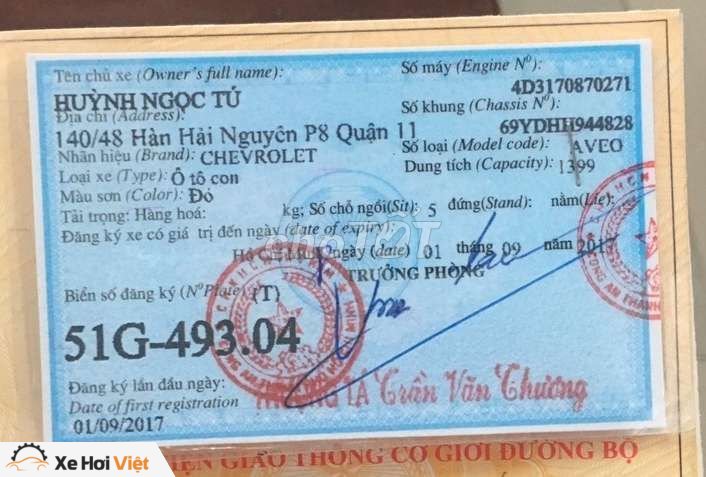 Tên chủ xe (Owner's full name):
HUỲNH NGỌC TÚ
Địa chỉ (Address):
140/48 Hàn Hải Nguyên P8 Quận 11
Nhãn hiệu (Brand): CHEVROLET
Loại xe (Type): Ô tô con
Màu sơn (Color): Đỏ
Tải trọng: Hàng hoá: kg; Số chỗ ngồi(Sit): 5 đứng(Stand): nằm(Lie):
Đăng ký xe có giá trị đến ngày (date of expiry):
Số máy (Engine Nº):
4D3170870271
Số khung (Chassis Nº):
69YDHH944828
Số loại (Model code): AVEO
Dung tích (Capacity): 1399
ngày (date) 01 tháng 09 năm 2017
TRƯỞNG PHÒNG
Biển số đăng ký (Nº Plate) (T)
51G-493.04
Đăng ký lần đầu ngày:
Date of first registration
01/09/2017
TÁ Trần Văn Thương
GIAO THÔNG CƠ GIỚI ĐƯỜNG BỘ
Xe Hơi Việt